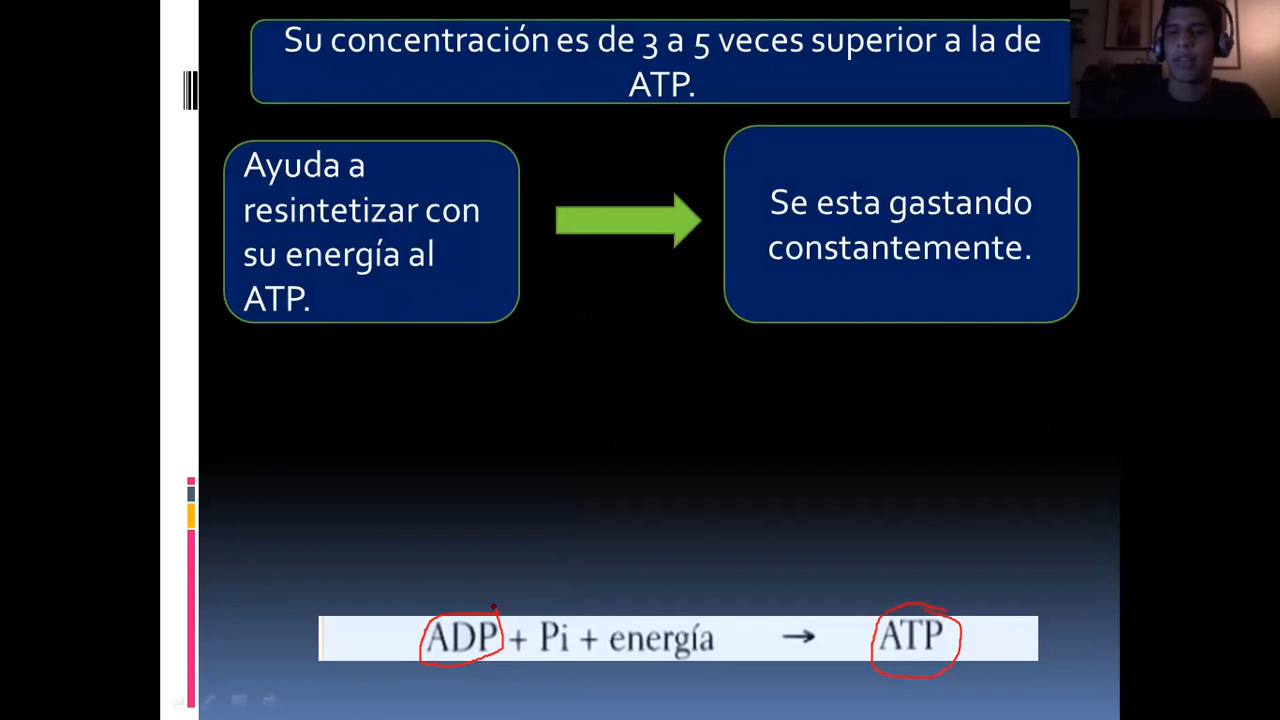 Su concentración es de 3 a 5 veces superior a la de
ATP.
Ayuda a
resintetizar con
su energía al
ATP.
Se esta gastando
constantemente.
ADP + Pi + energía → ATP